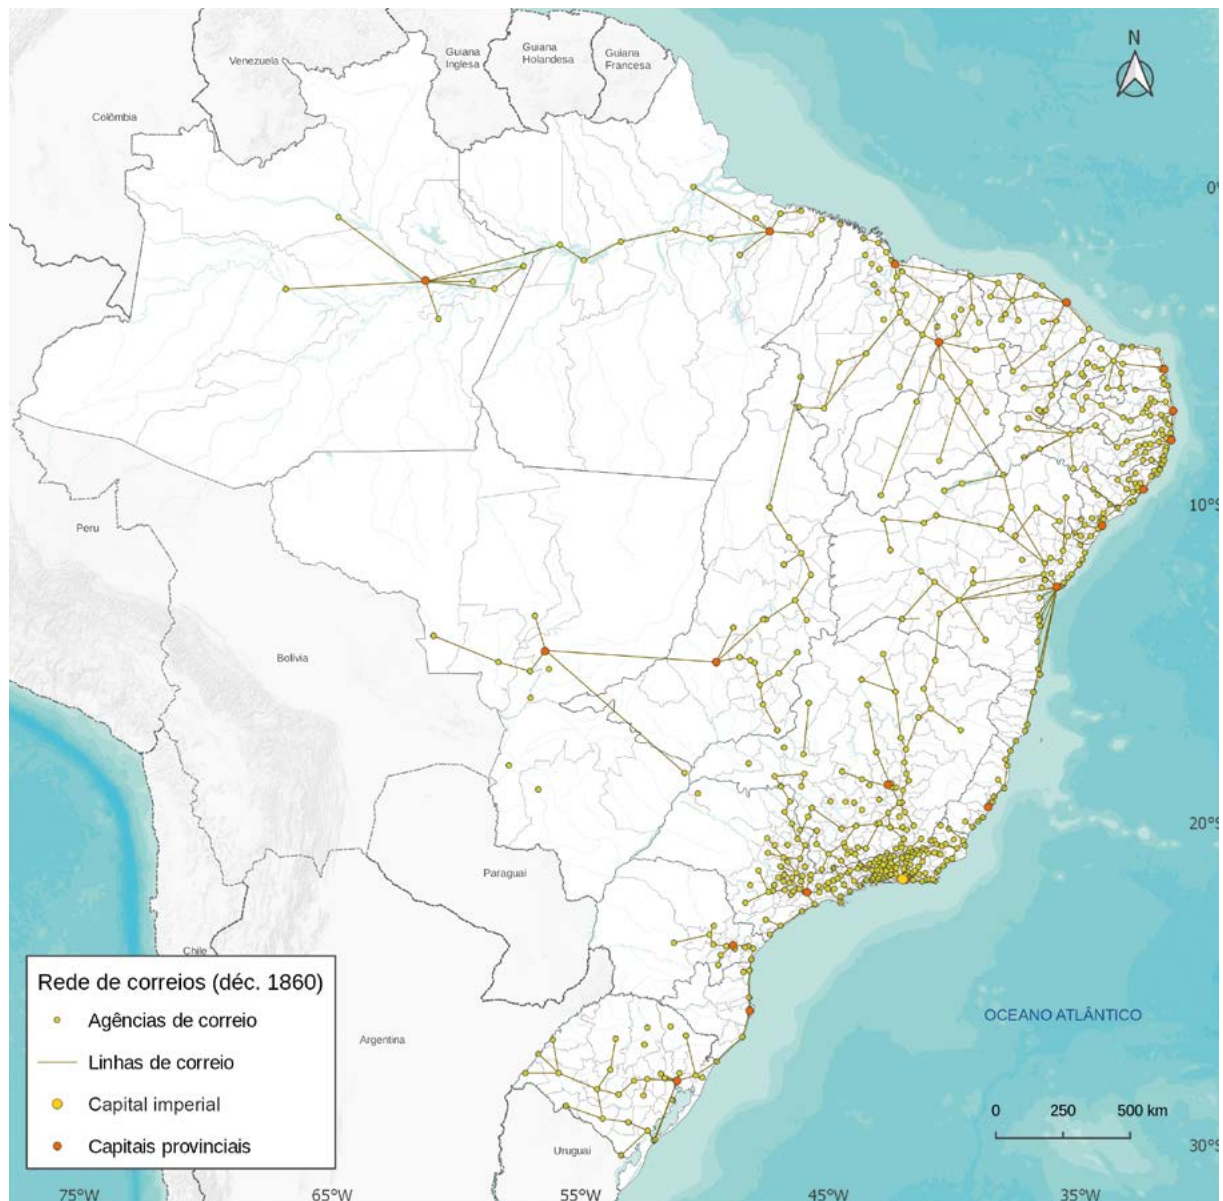 N
Venezuela
Guiana
Inglesa
Guiana
Holandesa
Guiana
Francesa
Colômbia
0°
10°S
Peru
Bolívia
20°S
Paraguai
Chile
Rede de correios (déc. 1860)
Agências de correio
Linhas de correio
Capital imperial
Capitais provinciais
Argentina
OCEANO ATLÂNTICO
0 250 500 km
Uruguai
30°S
75°W 65°W 55°W 45°W 35°W